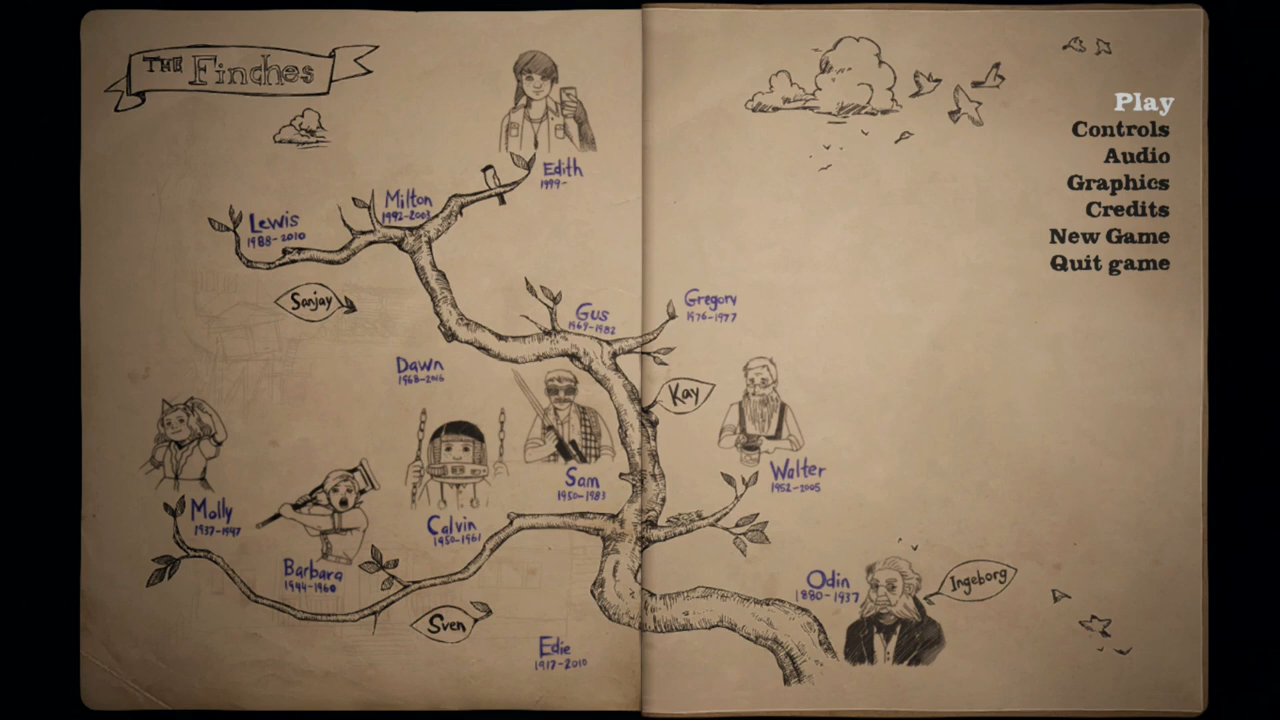 THE Finches
Edith
1999-
Milton
1992-2003
Lewis
1988-2010
Sanjay
Gus
1969-1982
Gregory
1976-1977
Dawn
1968-2016
Kay
Sam
1950-1983
Walter
1952-2005
Molly
1937-1947
Calvin
1950-1961
Barbara
1944-1960
Sven
Edie
1917-2010
Odin
1880-1937
Ingeborg
Play
Controls
Audio
Graphics
Credits
New Game
Quit game